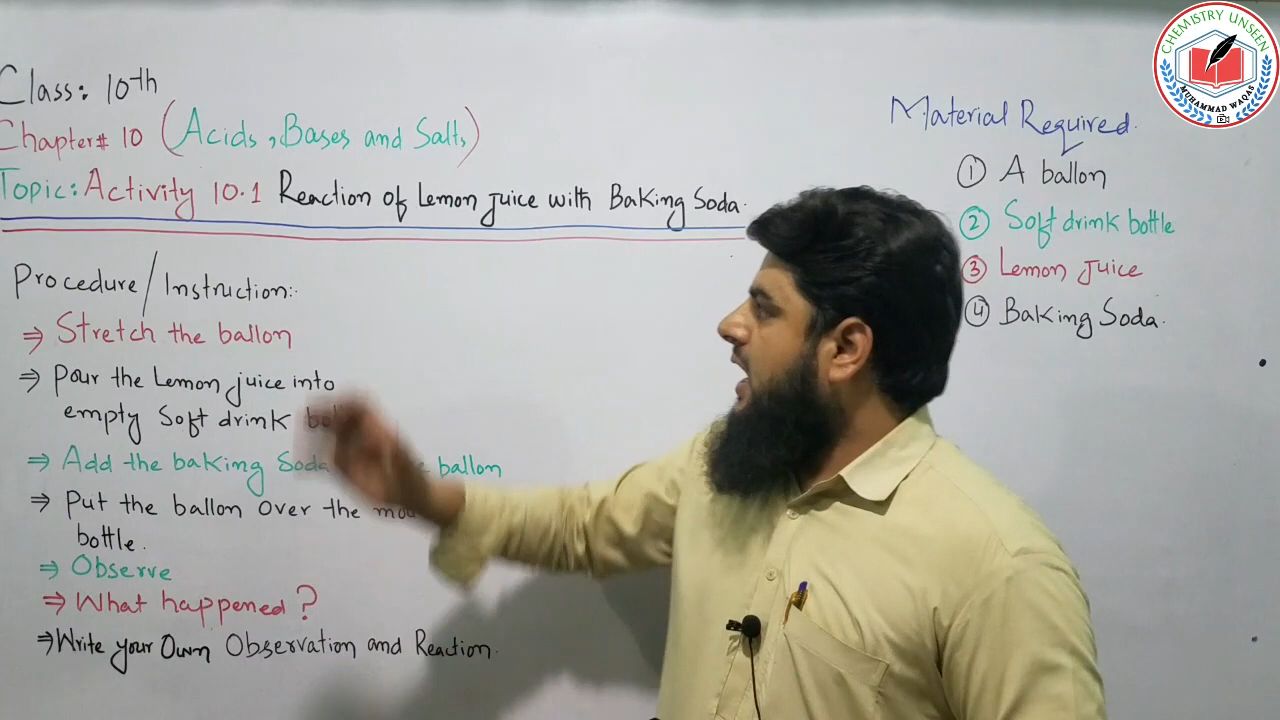 Class: 10th
Chapter# 10 (Acids, Bases and Salts)
Topic: Activity 10.1 Reaction of Lemon Juice with Baking Soda.
Procedure/Instruction:-
⇒ Stretch the ballon
⇒ Pour the Lemon juice into
empty Soft drink
⇒ Add the baking Soda ballon
⇒ Put the ballon over the
bottle.
⇒ Observe
⇒ What happened?
⇒ Write your Own Observation and Reaction.
Material Required.
① A ballon
② Soft drink bottle
③ Lemon Juice
④ Baking Soda.
CHEMISTRY UNSEEN
MUHAMMAD WAQAS